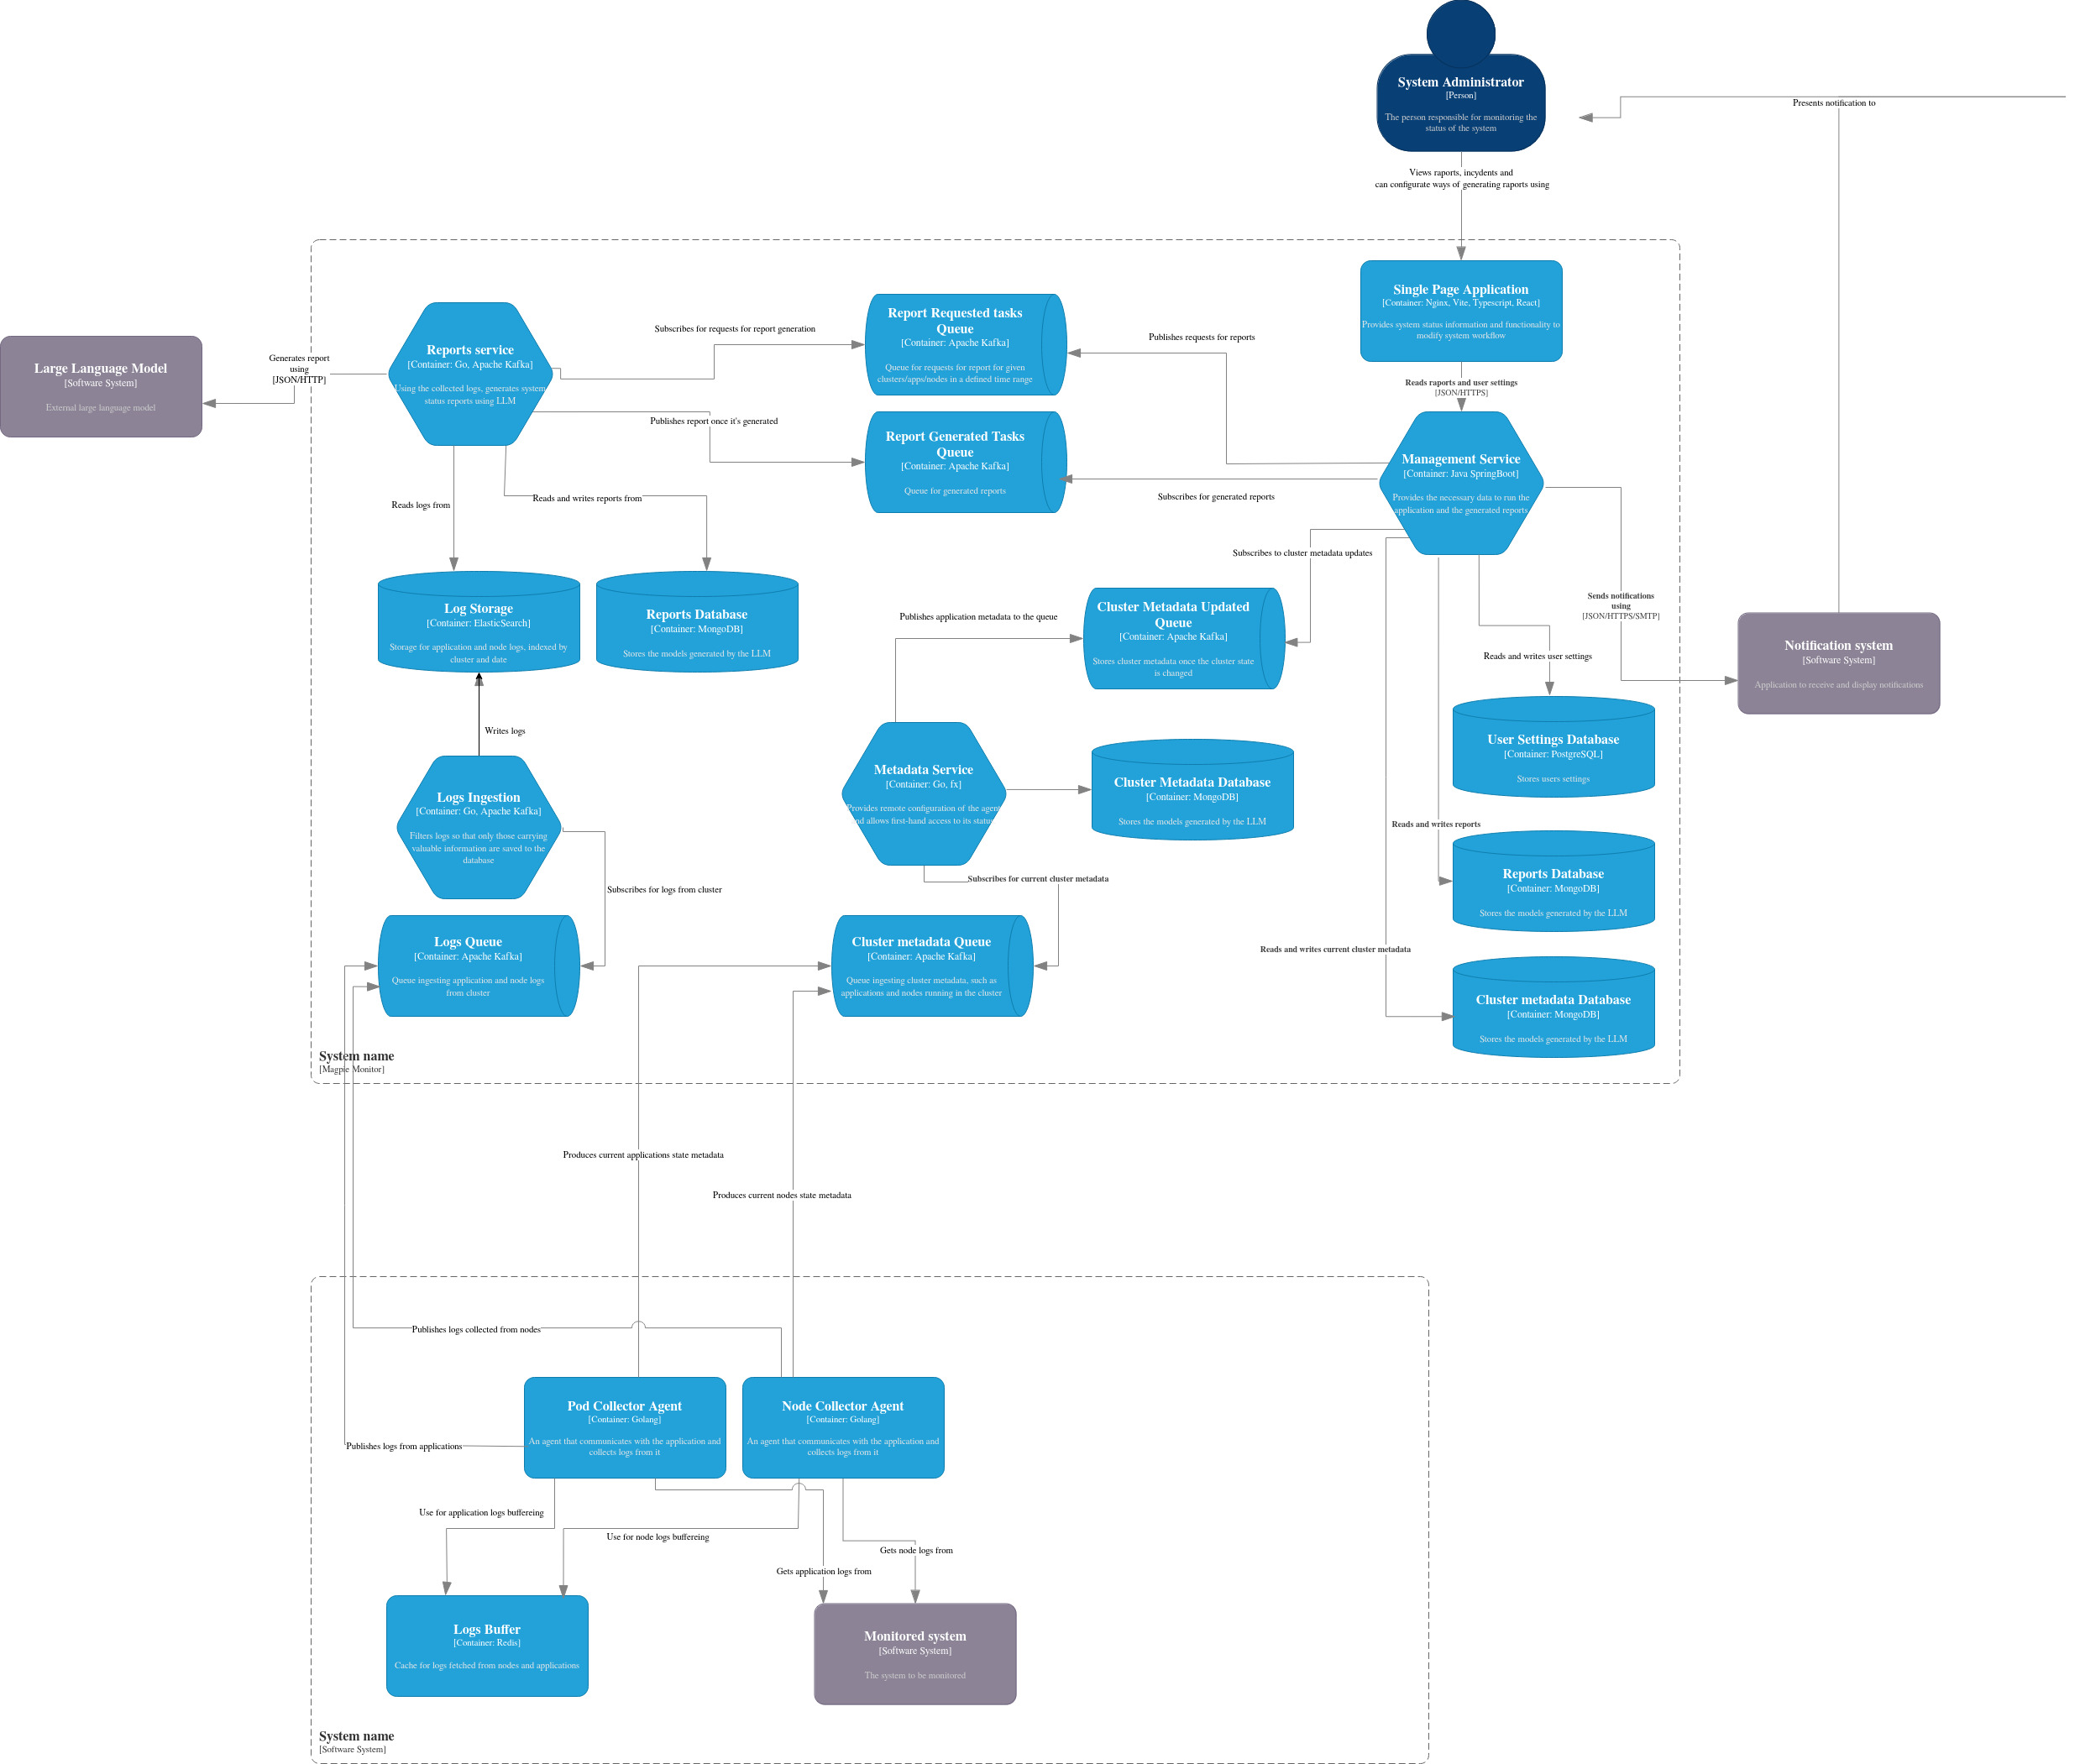 System Administrator
[Person]
The person responsible for monitoring the
status of the system
Presents notification to
Views raports, incydents and
can configurate ways of generating raports using
Single Page Application
[Container: Nginx, Vite, Typescript, React]
Provides system status information and functionality to
modify system workflow
Reads raports and user settings
[JSON/HTTPS]
Large Language Model
[Software System]
External large language model
Generates report
using
[JSON/HTTP]
Reports service
[Container: Go, Apache Kafka]
Using the collected logs, generates system
status reports using LLM
Subscribes for requests for report generation
Publishes report once it's generated
Reads logs from
Reads and writes reports from
Report Requested tasks
Queue
[Container: Apache Kafka]
Queue for requests for report for given
clusters/apps/nodes in a defined time range
Report Generated Tasks
Queue
[Container: Apache Kafka]
Queue for generated reports
Publishes requests for reports
Subscribes for generated reports
Management Service
[Container: Java SpringBoot]
Provides the necessary data to run the
application and the generated reports
Subscribes to cluster metadata updates
Sends notifications
using
[JSON/HTTPS/SMTP]
Notification system
[Software System]
Application to receive and display notifications
Log Storage
[Container: ElasticSearch]
Storage for application and node logs, indexed by
cluster and date
Reports Database
[Container: MongoDB]
Stores the models generated by the LLM
Publishes application metadata to the queue
Cluster Metadata Updated
Queue
[Container: Apache Kafka]
Stores cluster metadata once the cluster state
is changed
Reads and writes user settings
User Settings Database
[Container: PostgreSQL]
Stores users settings
Writes logs
Logs Ingestion
[Container: Go, Apache Kafka]
Filters logs so that only those carrying
valuable information are saved to the
database
Subscribes for logs from cluster
Metadata Service
[Container: Go, fx]
Provides remote configuration of the agent
and allows first-hand access to its status
Cluster Metadata Database
[Container: MongoDB]
Stores the models generated by the LLM
Reads and writes reports
Reports Database
[Container: MongoDB]
Stores the models generated by the LLM
Subscribes for current cluster metadata
Logs Queue
[Container: Apache Kafka]
Queue ingesting application and node logs
from cluster
Cluster metadata Queue
[Container: Apache Kafka]
Queue ingesting cluster metadata, such as
applications and nodes running in the cluster
Reads and writes current cluster metadata
Cluster metadata Database
[Container: MongoDB]
Stores the models generated by the LLM
System name
[Magpie Monitor]
Produces current applications state metadata
Produces current nodes state metadata
Publishes logs collected from nodes
Pod Collector Agent
[Container: Golang]
An agent that communicates with the application and
collects logs from it
Node Collector Agent
[Container: Golang]
An agent that communicates with the application and
collects logs from it
Publishes logs from applications
Use for application logs buffereing
Use for node logs buffereing
Gets node logs from
Gets application logs from
Logs Buffer
[Container: Redis]
Cache for logs fetched from nodes and applications
Monitored system
[Software System]
The system to be monitored
System name
[Software System]